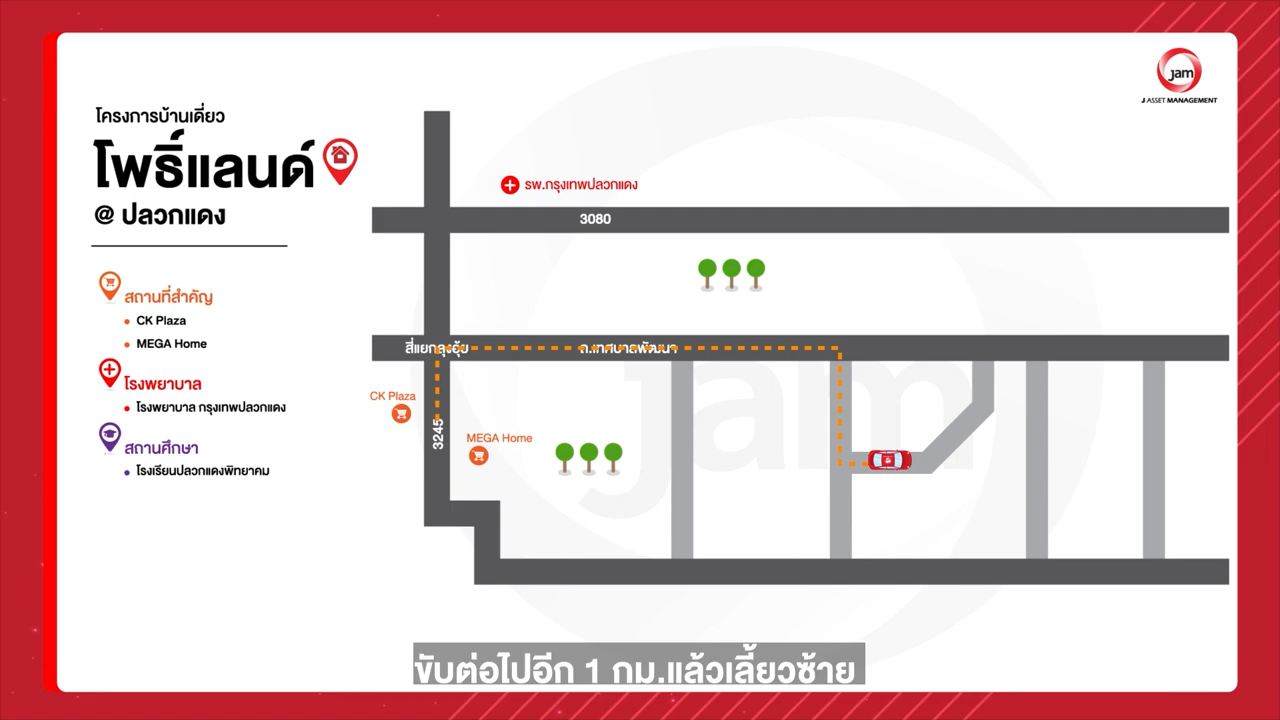 jam
J ASSET MANAGEMENT
โครงการบ้านเดี่ยว
โพธิ์แลนด์
@ ปลวกแดง
สถานที่สำคัญ
CK Plaza
MEGA Home
โรงพยาบาล
โรงพยาบาล กรุงเทพปลวกแดง
สถานศึกษา
โรงเรียนปลวกแดงพิทยาคม
รพ.กรุงเทพปลวกแดง
3080
สี่แยกลุงอุ้ย
ถ.เทศบาลพัฒนา
CK Plaza
3245
MEGA Home
jam
ขับต่อไปอีก 1 กม.แล้วเลี้ยวซ้าย